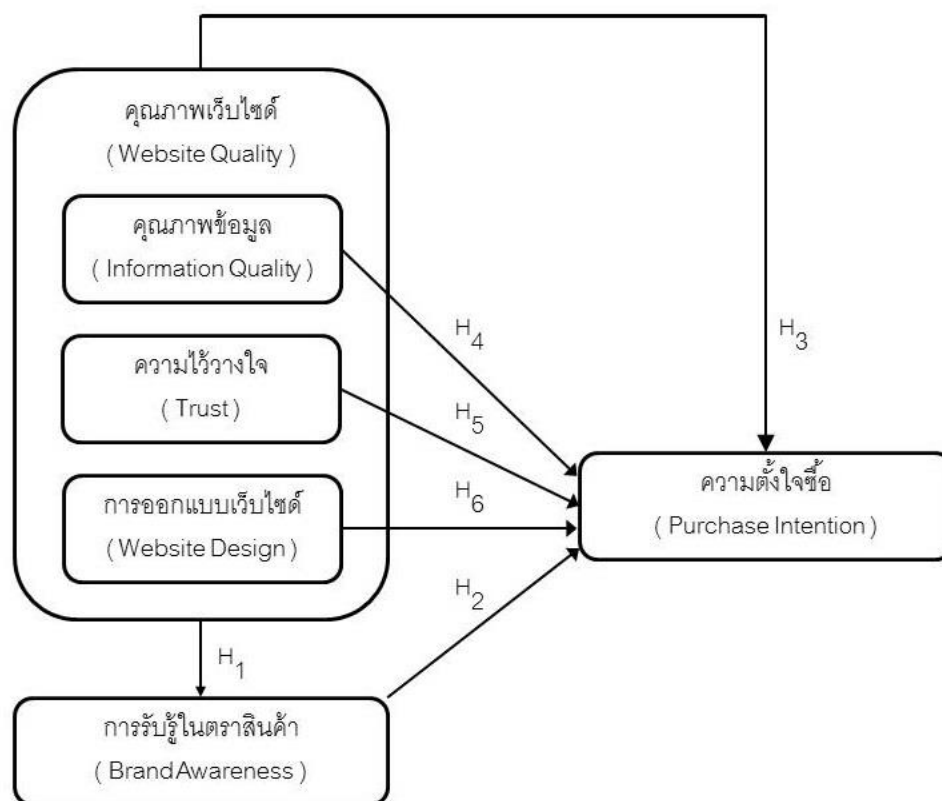 คุณภาพเว็บไซด์
( Website Quality )
คุณภาพข้อมูล
( Information Quality )
H4
H3
ความไว้วางใจ
( Trust )
H5
ความตั้งใจซื้อ
( Purchase Intention )
การออกแบบเว็บไซด์
( Website Design )
H6
H2
H1
การรับรู้ในตราสินค้า
( Brand Awareness )